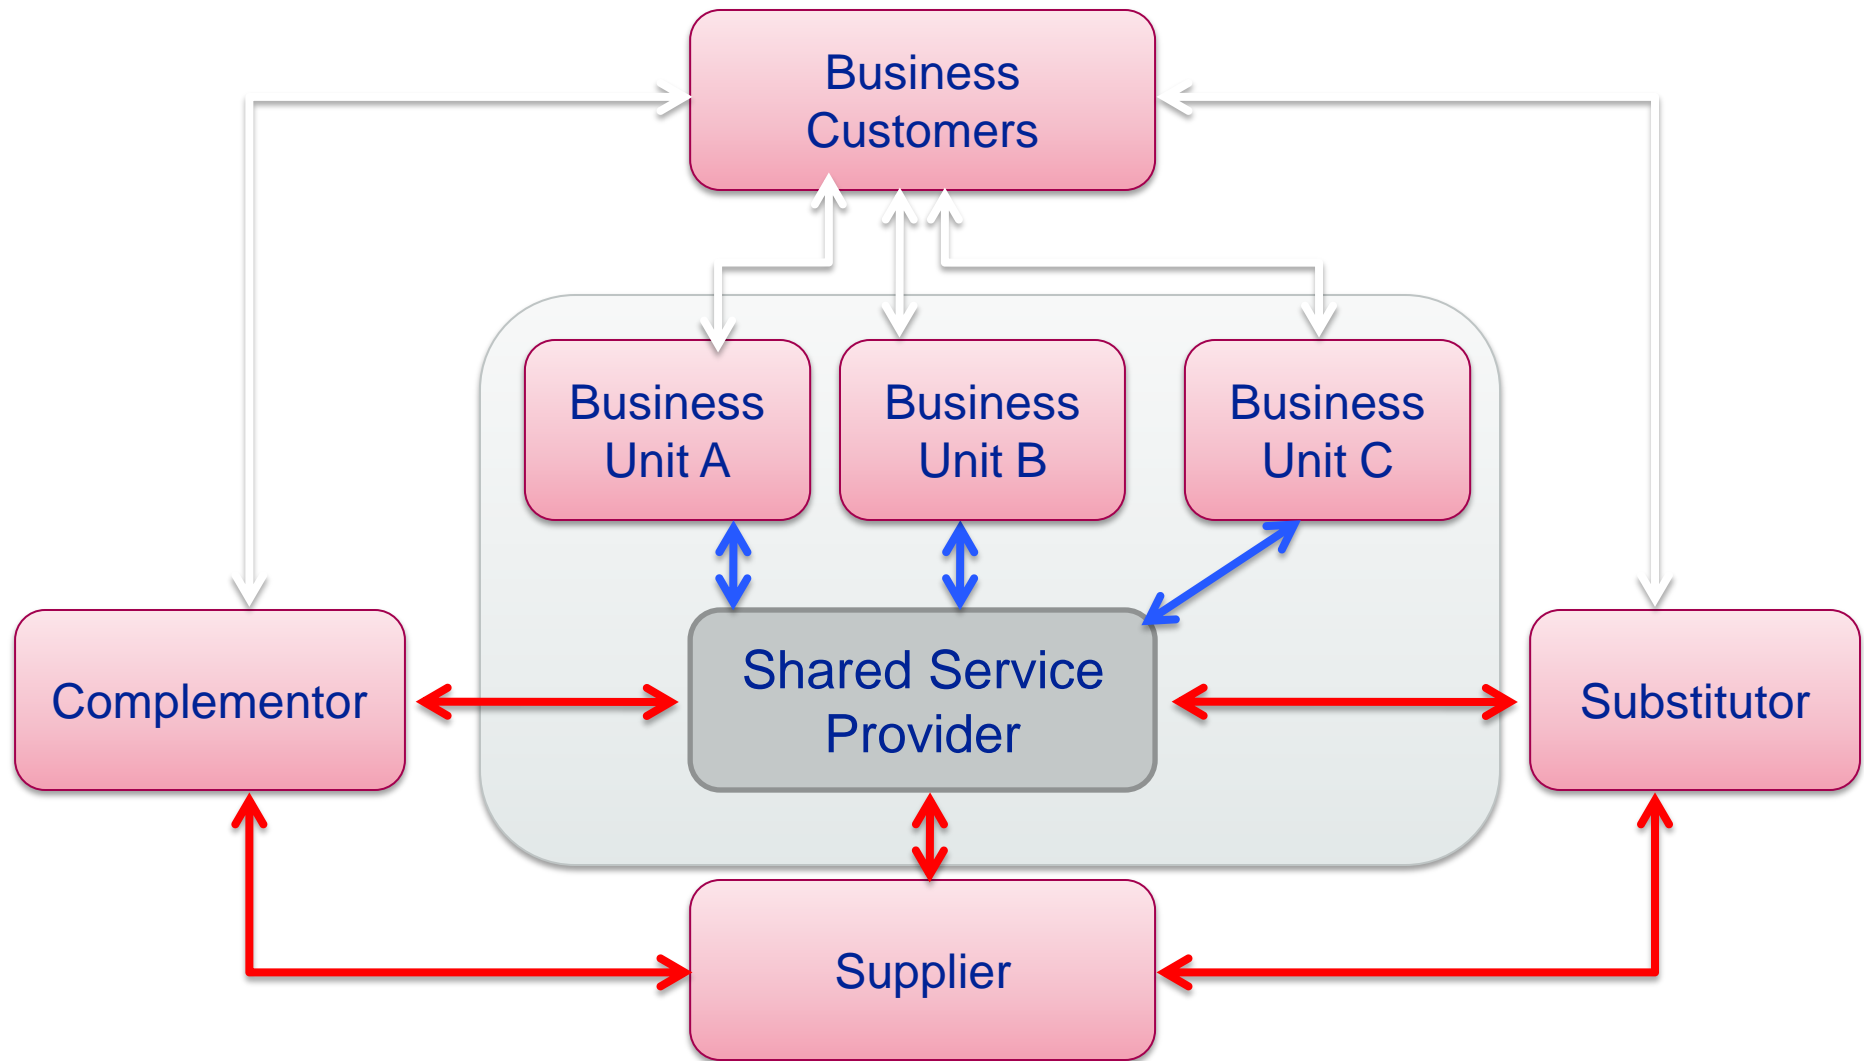 Business
Customers
Business
Unit A
Business
Unit B
Business
Unit C
Complementor
Shared Service
Provider
Substitutor
Supplier